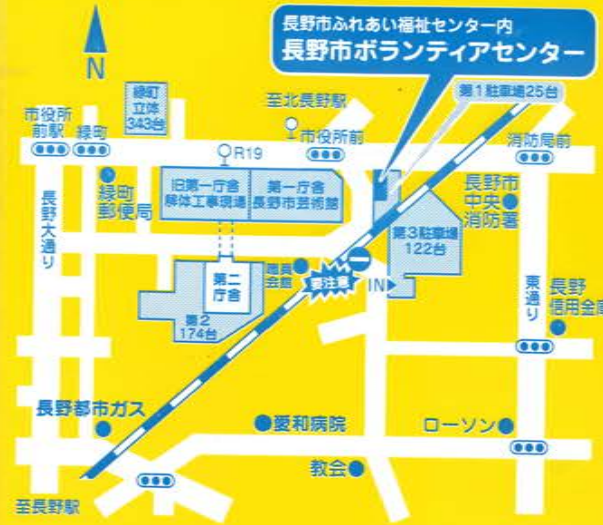 N
長野市ふれあい福祉センター内
長野市ボランティアセンター
緑町
立体
343台
至北長野駅
第1駐車場25台
市役所
前駅
緑町
市役所前
消防局前
R19
緑町
郵便局
旧第一庁舎
解体工事現場
第一庁舎
長野市芸術館
長野市
中央
消防署
長野大通り
第3駐車場
122台
職員
会館
第二
庁舎
要注意
IN
東通り
長野
信用金庫
第2
174台
長野都市ガス
愛和病院
ローソン
教会
至長野駅